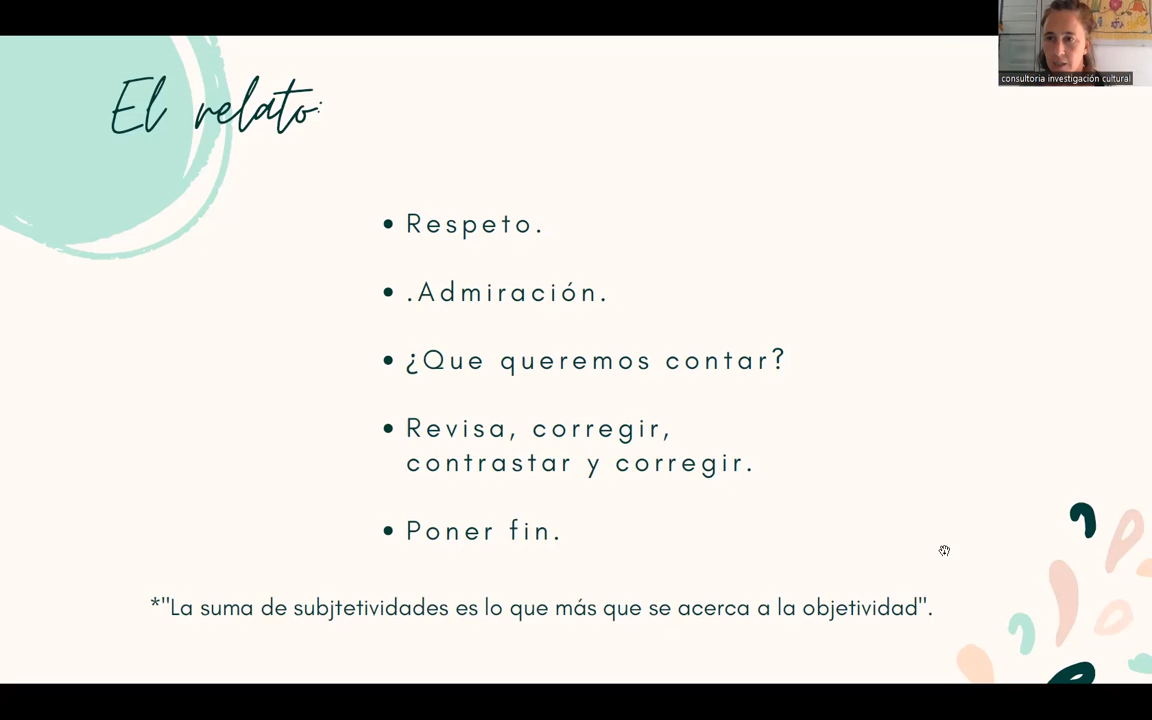 consultoria investigación cultural
El relato:
• Respeto.
• .Admiración.
• ¿Que queremos contar?
• Revisa, corregir,
contrastar y corregir.
• Poner fin.
*"La suma de subjtetividades es lo que más que se acerca a la objetividad".